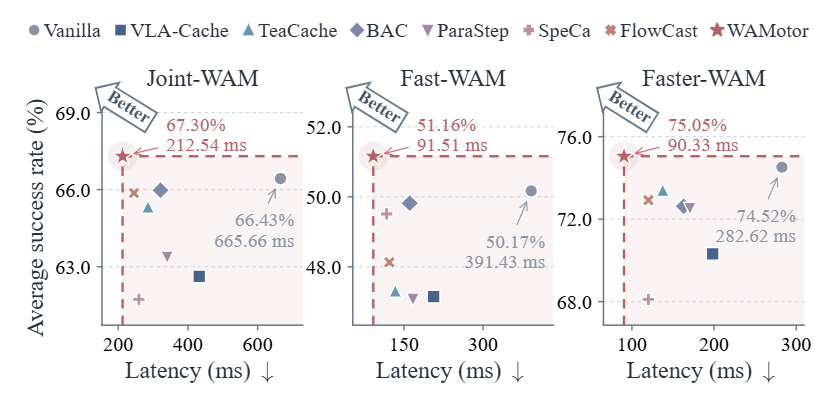 Vanilla VLA-Cache TeaCache BAC ParaStep SpeCa FlowCast WAMotor
Joint-WAM Fast-WAM Faster-WAM
Average success rate (%)
Better
69.0
66.0
63.0
67.30%
212.54 ms
66.43%
665.66 ms
200 400 600
Latency (ms) ↓
Better
52.0
50.0
48.0
51.16%
91.51 ms
50.17%
391.43 ms
150 300
Latency (ms) ↓
Better
76.0
72.0
68.0
75.05%
90.33 ms
74.52%
282.62 ms
100 200 300
Latency (ms) ↓